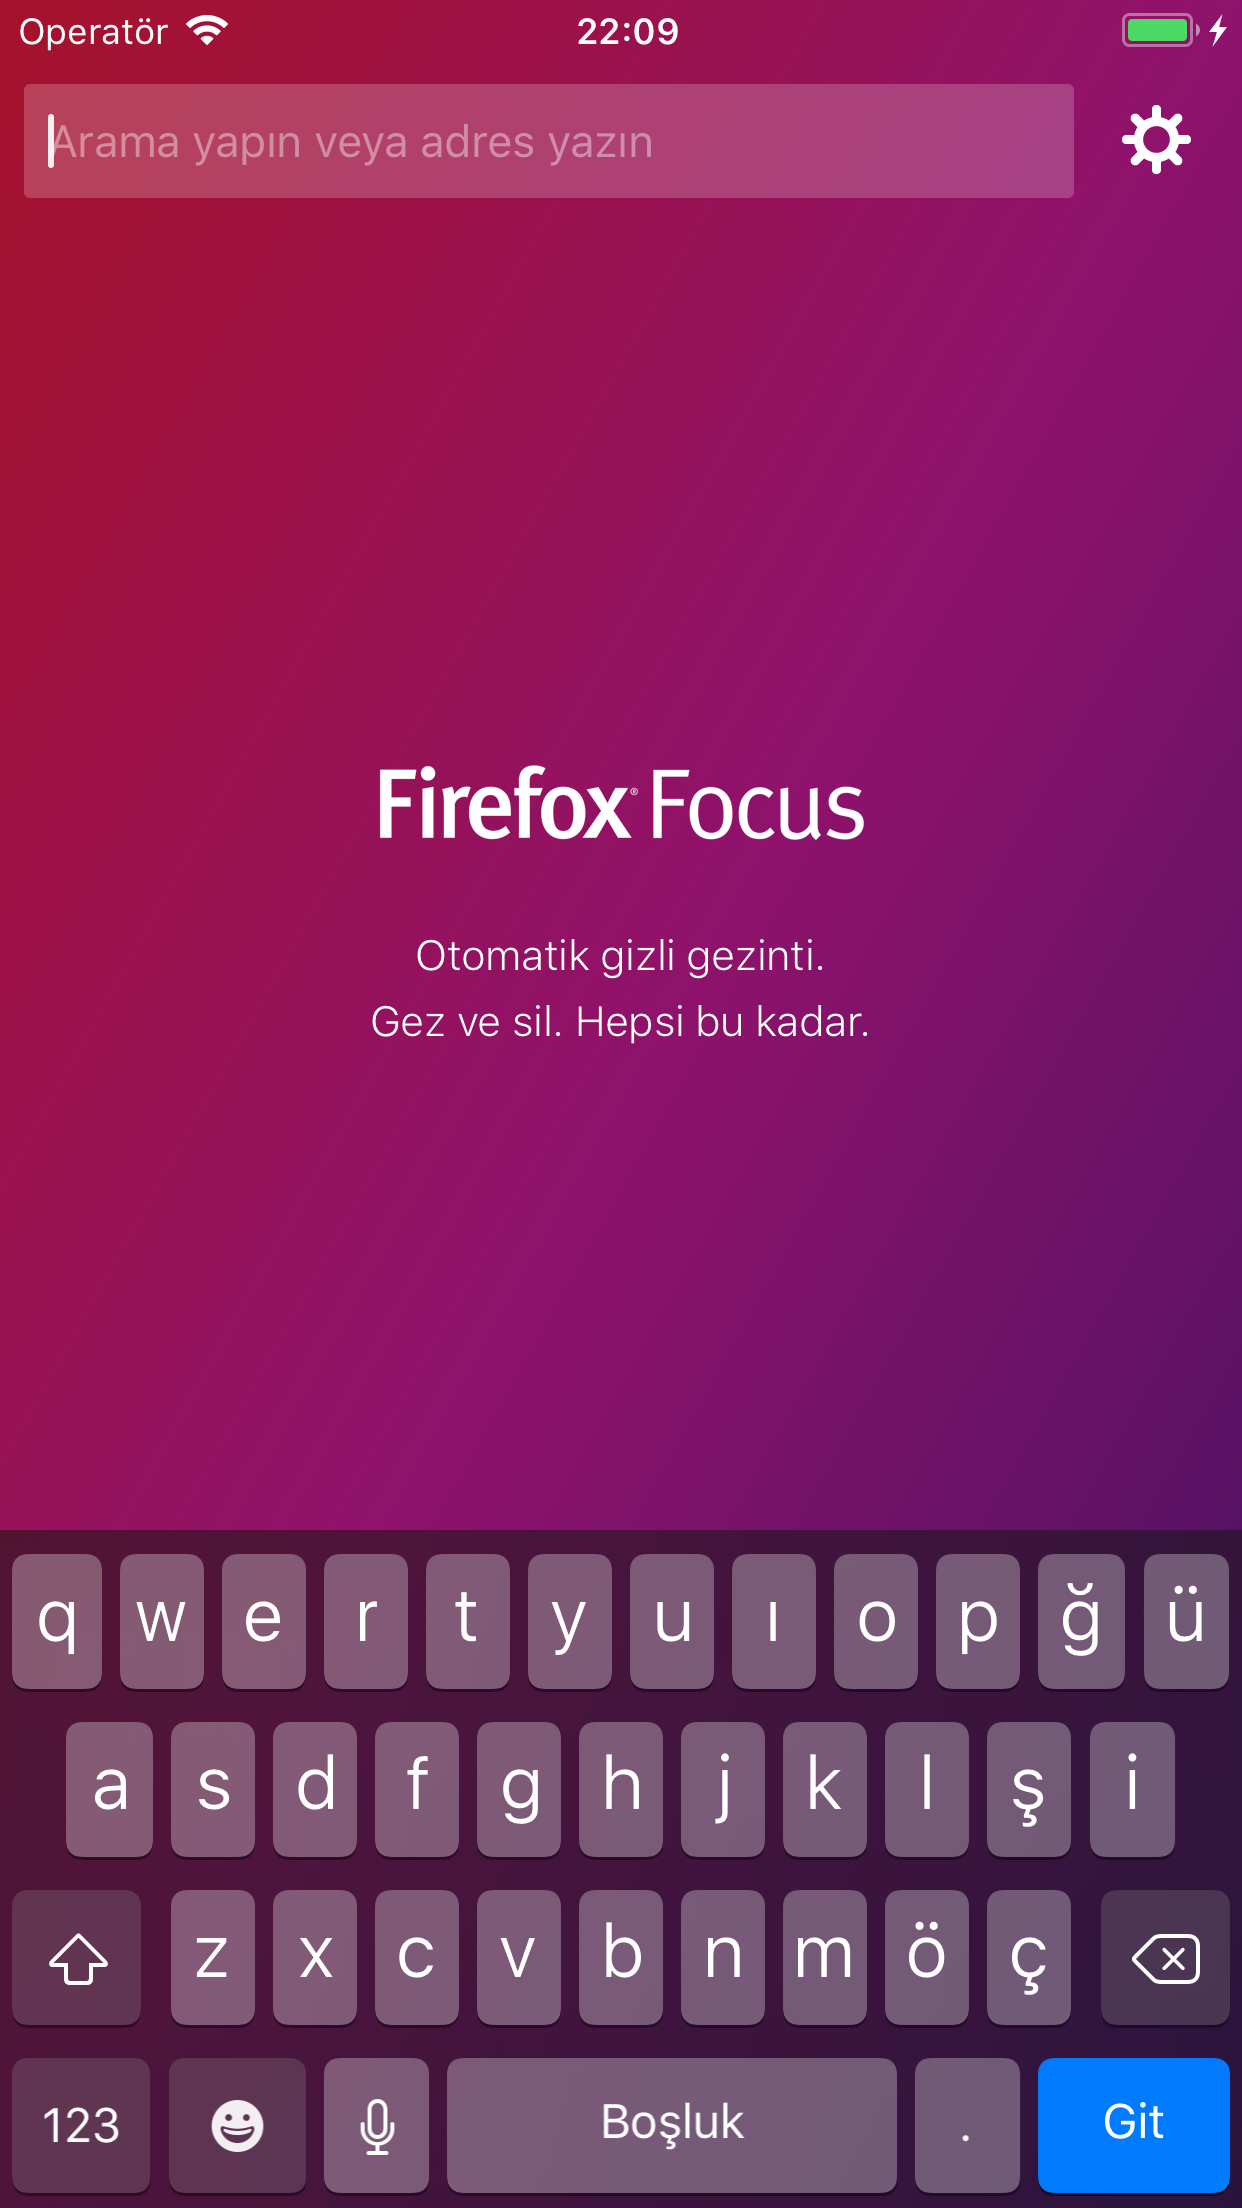 Operatör 22:09
Arama yapın veya adres yazın
Firefox® Focus
Otomatik gizli gezinti.
Gez ve sil. Hepsi bu kadar.
q w e r t y u ı o p ğ ü
a s d f g h j k l ş i
z x c v b n m ö ç
123 Boşluk . Git